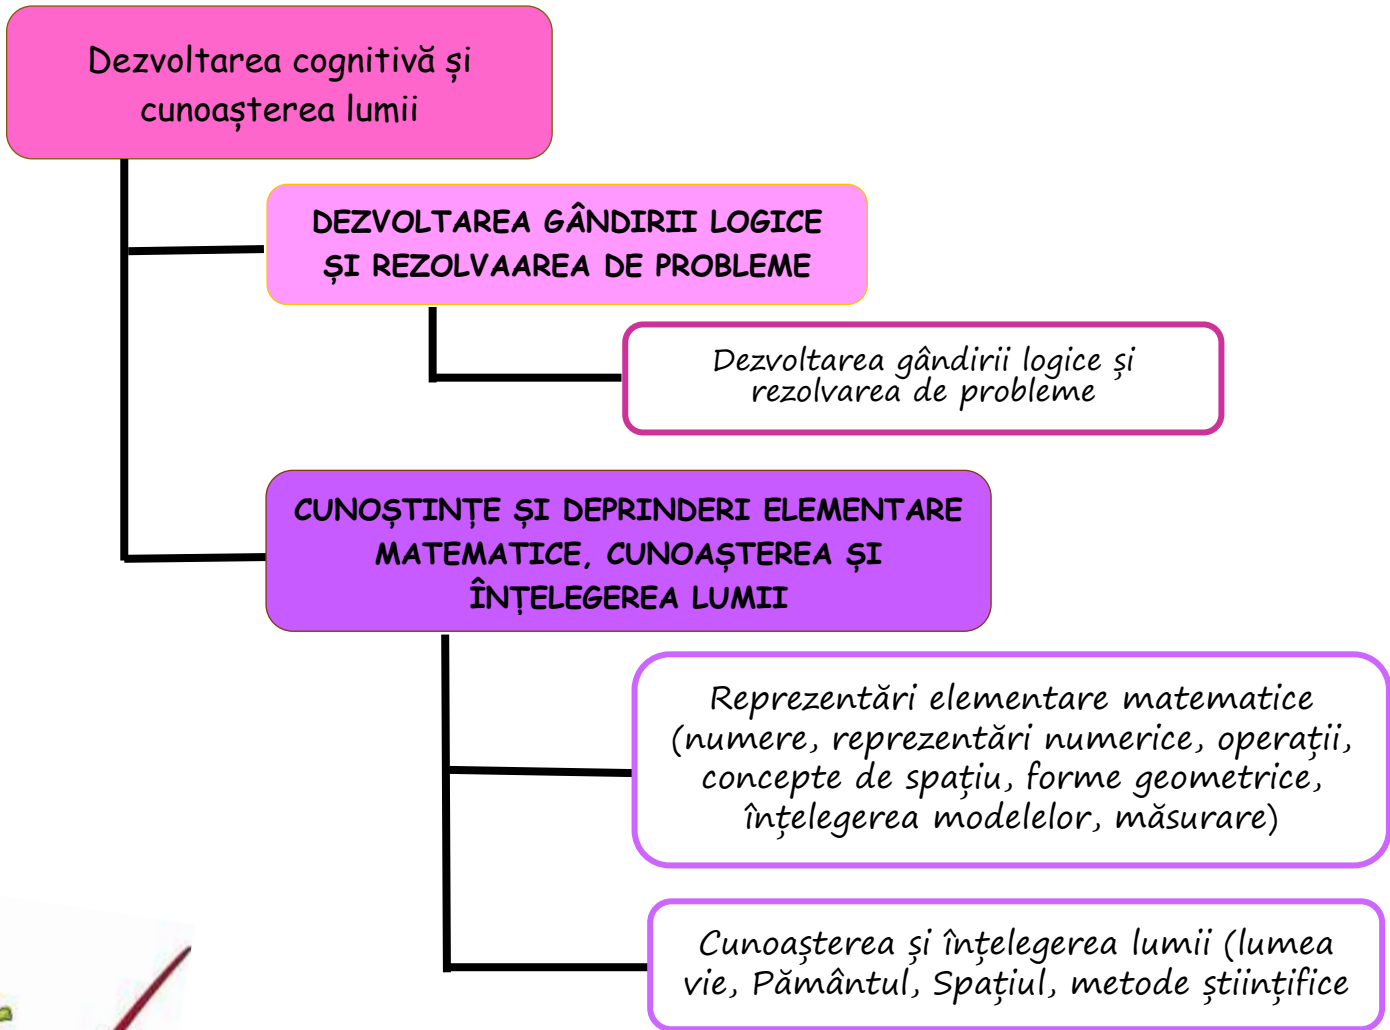 Dezvoltarea cognitivă și
cunoașterea lumii
DEZVOLTAREA GÂNDIRII LOGICE
ȘI REZOLVAAREA DE PROBLEME
Dezvoltarea gândirii logice și
rezolvarea de probleme
CUNOȘTINȚE ȘI DEPRINDERI ELEMENTARE
MATEMATICE, CUNOAȘTEREA ȘI
ÎNȚELEGEREA LUMII
Reprezentări elementare matematice
(numere, reprezentări numerice, operații,
concepte de spațiu, forme geometrice,
înțelegerea modelelor, măsurare)
Cunoașterea și înțelegerea lumii (lumea
vie, Pământul, Spațiul, metode științifice